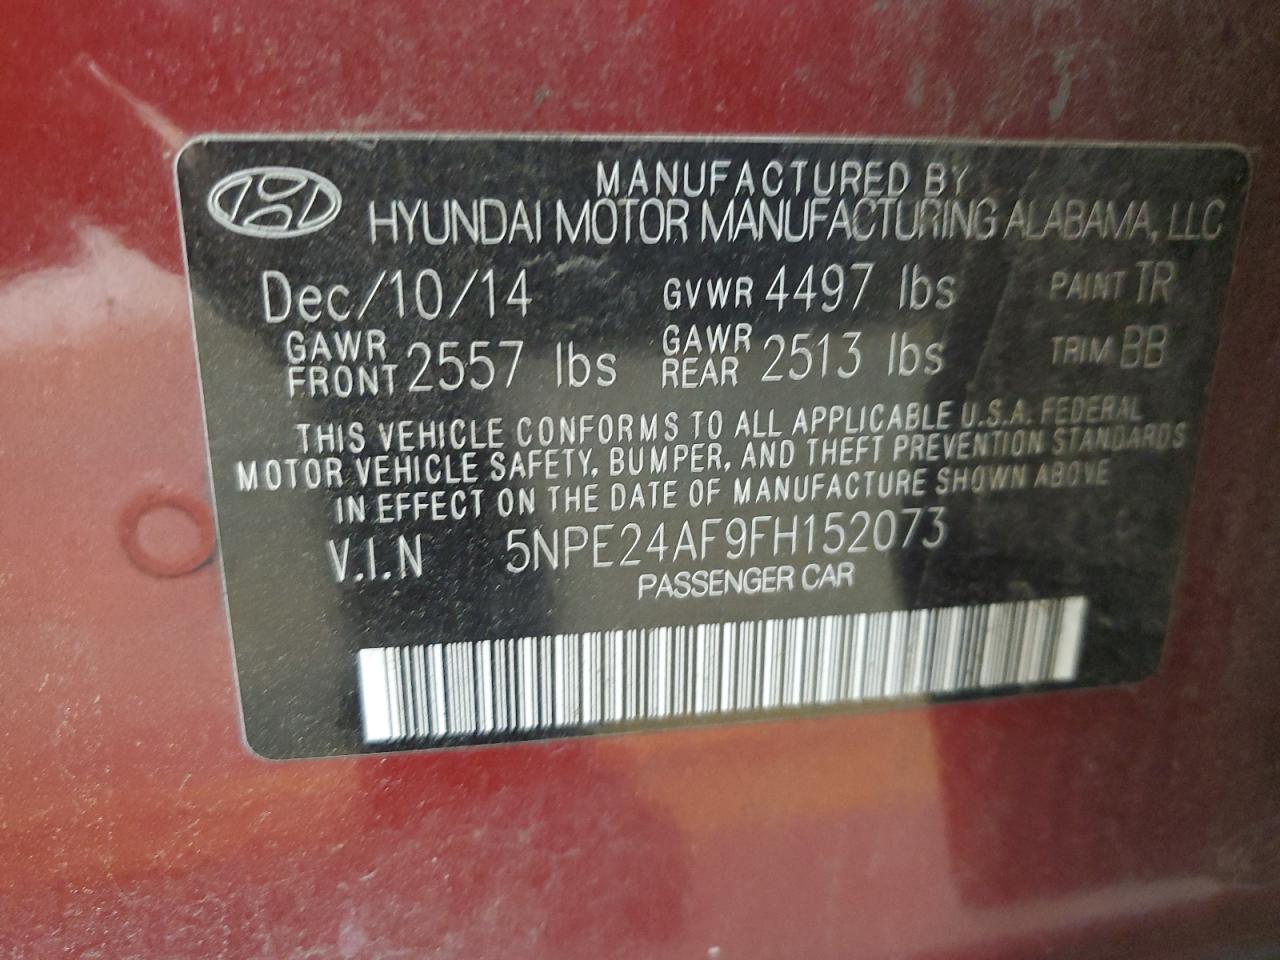 MANUFACTURED BY
HYUNDAI MOTOR MANUFACTURING ALABAMA, LLC
Dec/10/14 GVWR 4497 lbs PAINT TR
GAWR FRONT 2557 lbs GAWR REAR 2513 lbs TRIM BB
THIS VEHICLE CONFORMS TO ALL APPLICABLE U.S.A. FEDERAL
MOTOR VEHICLE SAFETY, BUMPER, AND THEFT PREVENTION STANDARDS
IN EFFECT ON THE DATE OF MANUFACTURE SHOWN ABOVE
V.I.N 5NPE24AF9FH152073
PASSENGER CAR